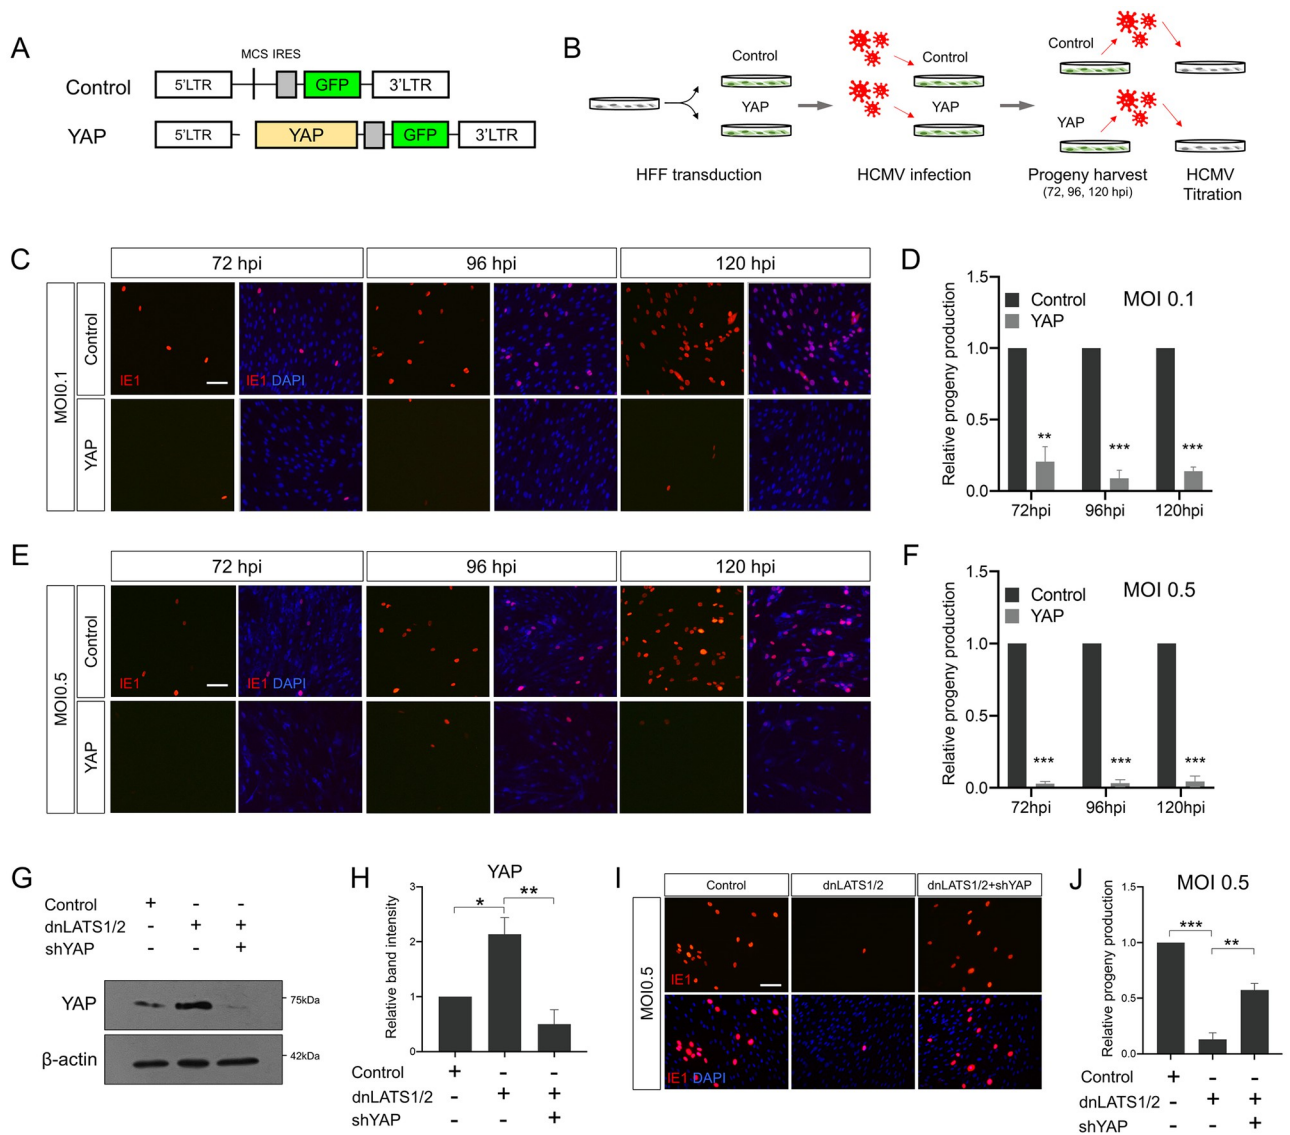 A
MCS IRES
Control
5'LTR
GFP
3'LTR
YAP
5'LTR
YAP
GFP
3'LTR
B
Control
YAP
HFF transduction
Control
YAP
HCMV infection
Control
YAP
Progeny harvest
(72, 96, 120 hpi)
HCMV
Titration
C
72 hpi
96 hpi
120 hpi
MOI0.1
Control
YAP
IE1
IE1 DAPI
D
Relative progeny production
1.5
1.0
0.5
0.0
Control
YAP
MOI 0.1
**
***
***
72hpi
96hpi
120hpi
E
72 hpi
96 hpi
120 hpi
MOI0.5
Control
YAP
IE1
IE1 DAPI
F
Relative progeny production
1.5
1.0
0.5
0.0
Control
YAP
MOI 0.5
***
***
***
72hpi
96hpi
120hpi
G
Control + - -
dnLATS1/2 - + +
shYAP - - +
YAP
75kDa
β-actin
42kDa
H
YAP
Relative band intensity
3
2
1
0
*
**
Control + - -
dnLATS1/2 - + +
shYAP - - +
I
Control
dnLATS1/2
dnLATS1/2+shYAP
MOI0.5
IE1
IE1 DAPI
J
MOI 0.5
Relative progeny production
1.5
1.0
0.5
0.0
***
**
Control + - -
dnLATS1/2 - + +
shYAP - - +